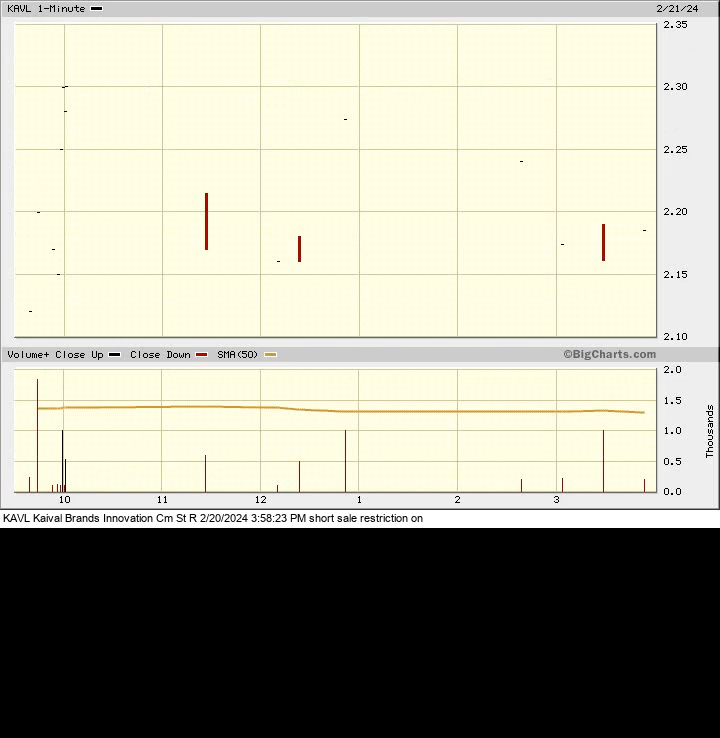 KAVL 1-Minute 2/21/24
2.35
2.30
2.25
2.20
2.15
2.10
Volume+ Close Up Close Down SMA(50) ©BigCharts.com
2.0
1.5
1.0
0.5
0.0
Thousands
10 11 12 1 2 3
KAVL Kaival Brands Innovation Cm St R 2/20/2024 3:58:23 PM short sale restriction on